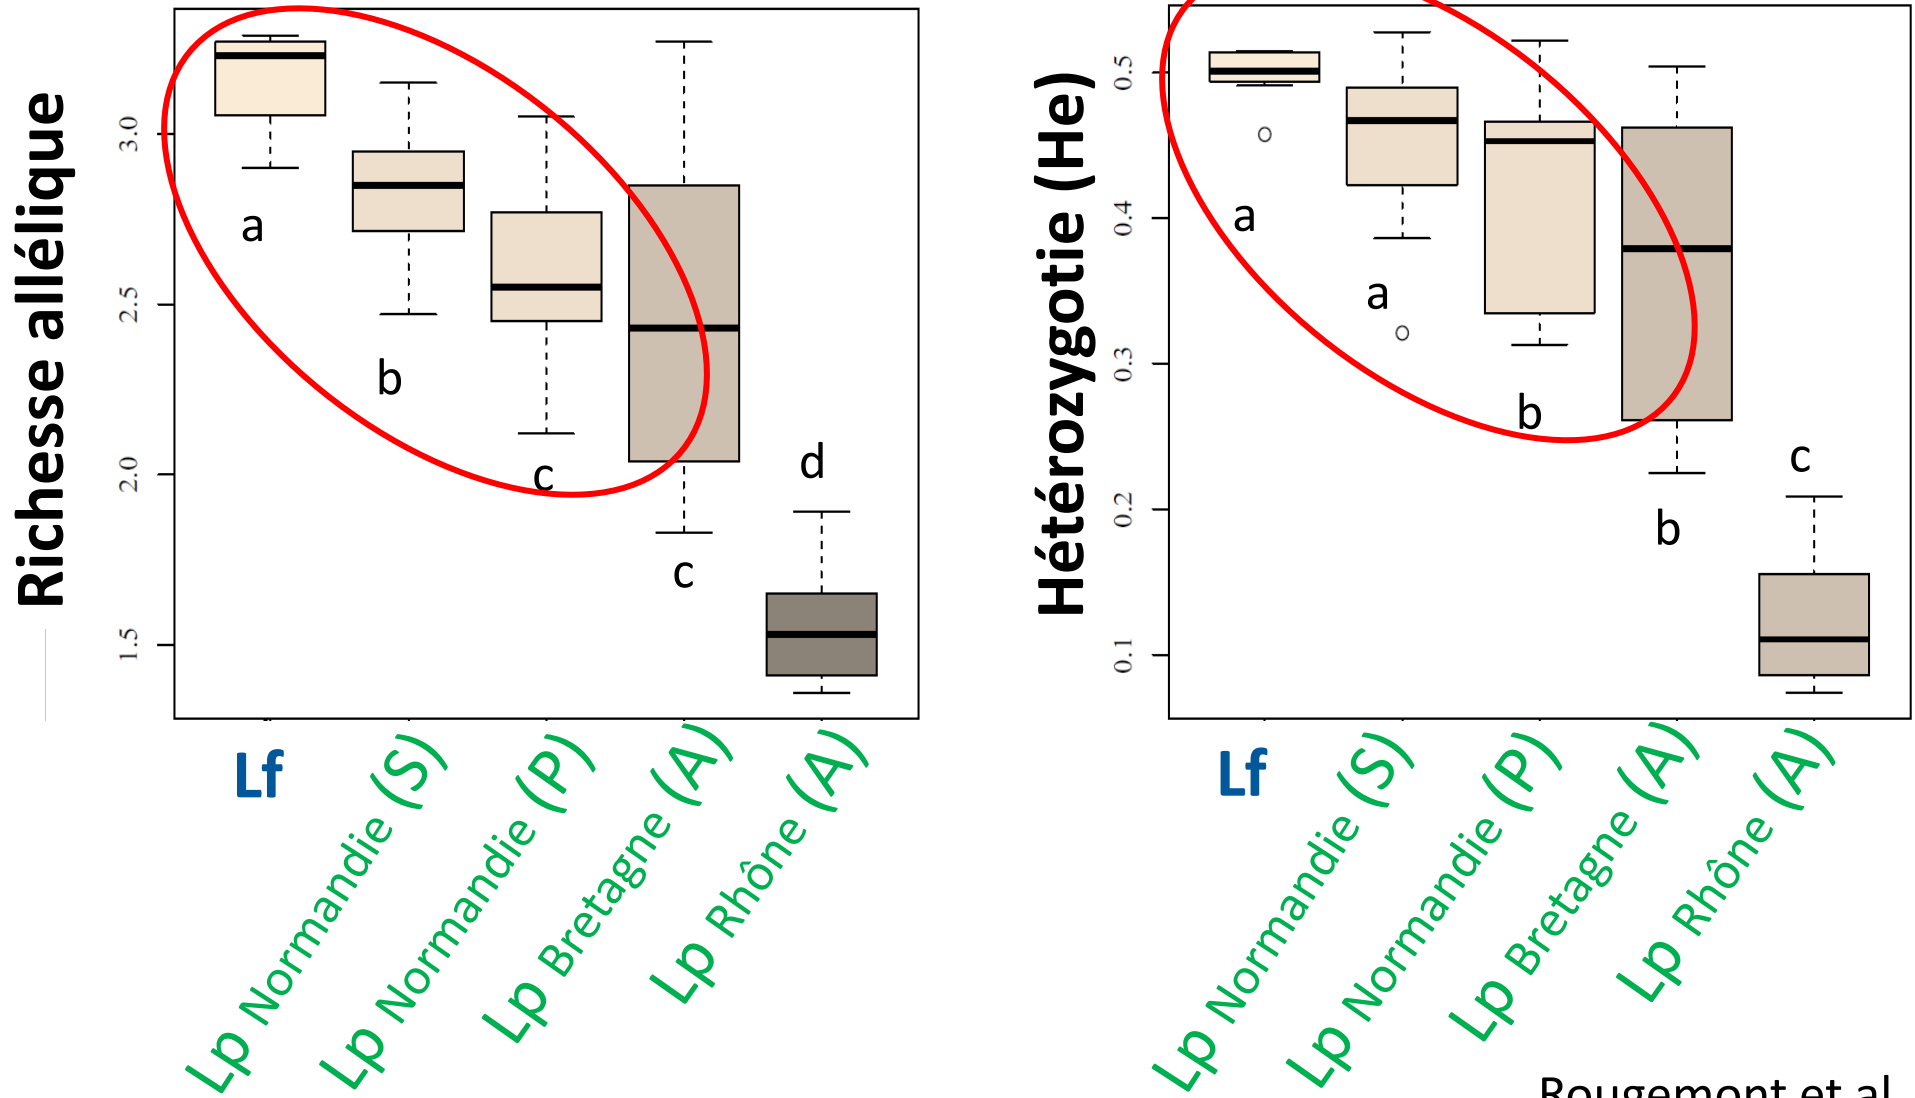 Richesse allélique
3.0
2.5
2.0
1.5
a
b
c
c
d
Lf
Lp Normandie (S)
Lp Normandie (P)
Lp Bretagne (A)
Lp Rhône (A)
Hétérozygotie (He)
0.5
0.4
0.3
0.2
0.1
a
a
b
b
c
Lf
Lp Normandie (S)
Lp Normandie (P)
Lp Bretagne (A)
Lp Rhône (A)
Rougemont et al